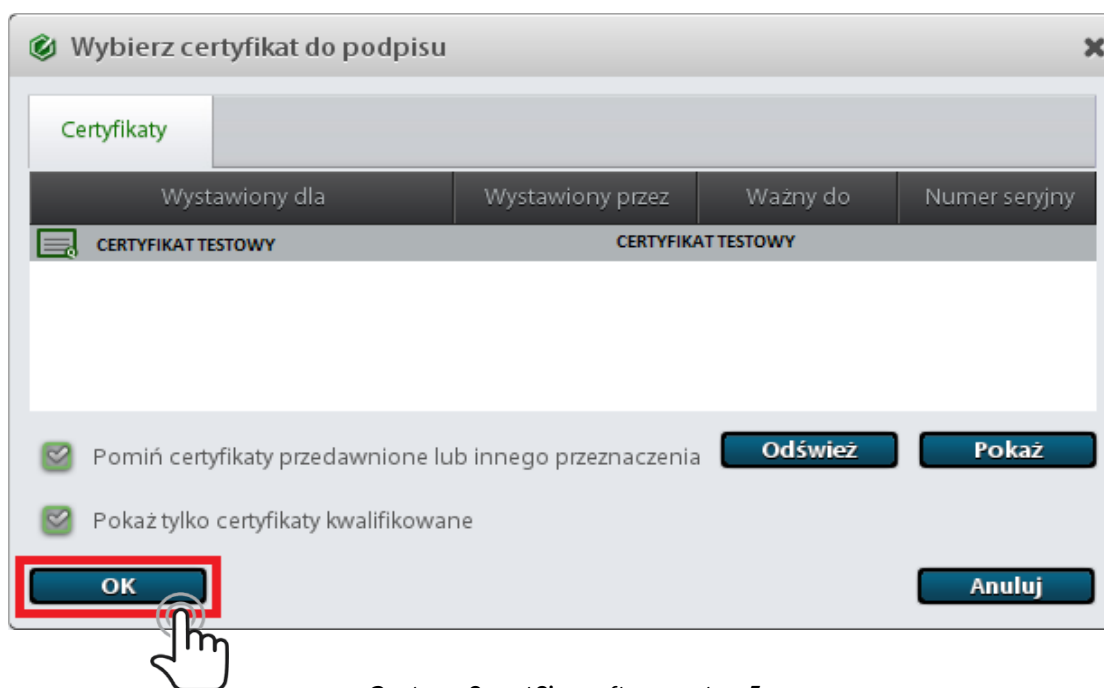 Wybierz certyfikat do podpisu
Certyfikaty
Wystawiony dla Wystawiony przez Ważny do Numer seryjny
CERTYFIKAT TESTOWY CERTYFIKAT TESTOWY
Pomiń certyfikaty przedawnione lub innego przeznaczenia Odśwież Pokaż
Pokaż tylko certyfikaty kwalifikowane
OK Anuluj